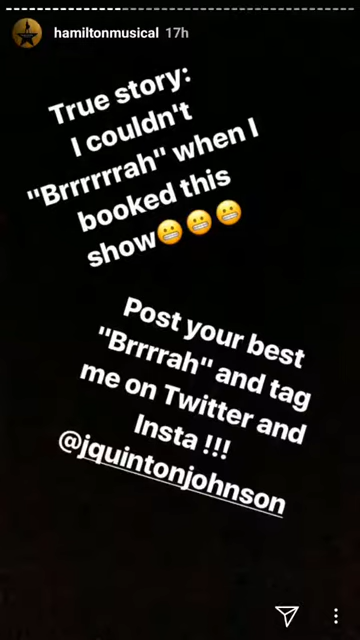 hamiltonmusical 17h
True story:
I couldn't
"Brrrrrrah" when I
booked this
show😬😬😬
Post your best
"Brrrrah" and tag
me on Twitter and
Insta !!!
@jquintonjohnson